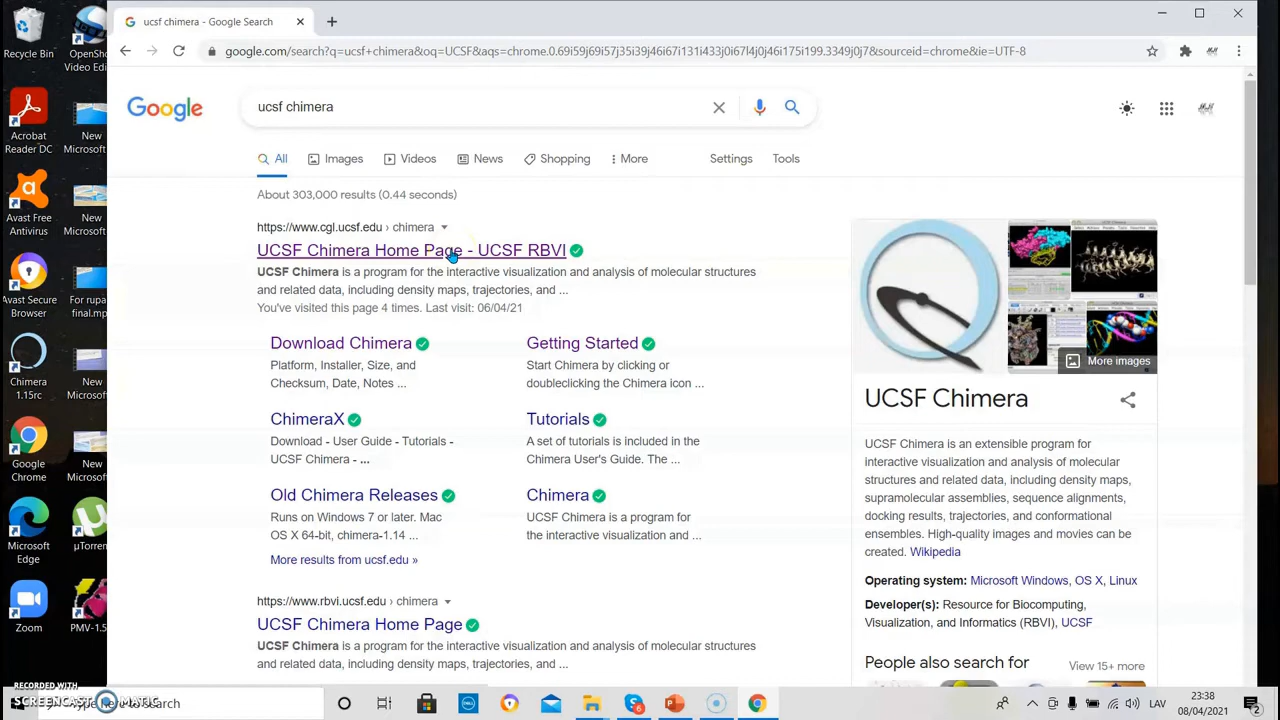 ucsf chimera - Google Search
google.com/search?q=ucsf+chimera&oq=UCSF&aqs=chrome.0.69i59j69i57j35i39j46i67i131i433j0i67l4j46i175i199.3349j0j7&sourceid=chrome&ie=UTF-8
Google
ucsf chimera
All Images Videos News Shopping More Settings Tools
About 303,000 results (0.44 seconds)
https://www.cgl.ucsf.edu › chimera
UCSF Chimera Home Page - UCSF RBVI
UCSF Chimera is a program for the interactive visualization and analysis of molecular structures
and related data, including density maps, trajectories, and ...
You've visited this page 4 times. Last visit: 06/04/21
Download Chimera
Platform, Installer, Size, and
Checksum, Date, Notes ...
Getting Started
Start Chimera by clicking or
doubleclicking the Chimera icon ...
ChimeraX
Download - User Guide - Tutorials -
UCSF Chimera - ...
Tutorials
A set of tutorials is included in the
Chimera User's Guide. The ...
Old Chimera Releases
Runs on Windows 7 or later. Mac
OS X 64-bit, chimera-1.14 ...
Chimera
UCSF Chimera is a program for
the interactive visualization and ...
More results from ucsf.edu »
https://www.rbvi.ucsf.edu › chimera
UCSF Chimera Home Page
UCSF Chimera is a program for the interactive visualization and analysis of molecular structures
and related data, including density maps, trajectories, and ...
More images
UCSF Chimera
UCSF Chimera is an extensible program for
interactive visualization and analysis of molecular
structures and related data, including density maps,
supramolecular assemblies, sequence alignments,
docking results, trajectories, and conformational
ensembles. High-quality images and movies can be
created. Wikipedia
Operating system: Microsoft Windows, OS X, Linux
Developer(s): Resource for Biocomputing,
Visualization, and Informatics (RBVI), UCSF
People also search for View 15+ more
Recycle Bin
OpenShot
Video Edi...
Acrobat
Reader DC
New
Microsoft...
Avast Free
Antivirus
New
Microsoft...
Avast Secure
Browser
For rupa
final.mp...
Chimera
1.15rc
New
Microsoft...
Google
Chrome
New
Microsoft...
Microsoft
Edge
µTorren
Zoom
PMV-1.5
RECORDED WITH
SCREENCAST MATIC
Type here to search
DELL
6
LAV
23:38
08/04/2021
2